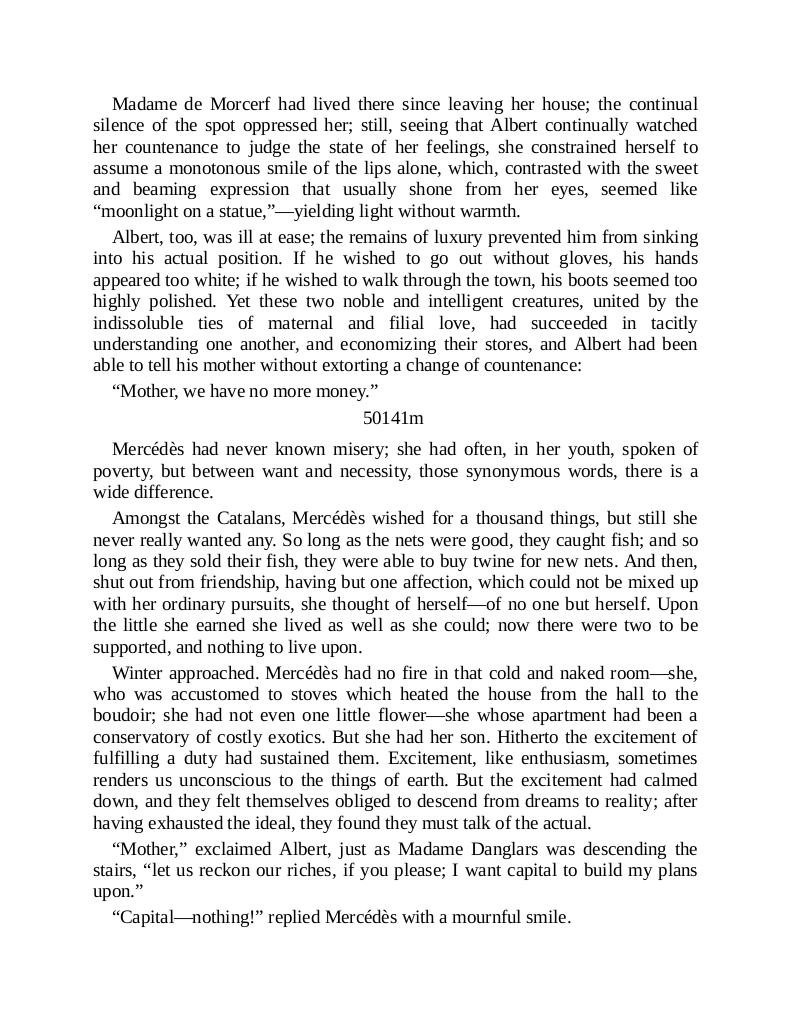 Madame de Morcerf had lived there since leaving her house; the continual
silence of the spot oppressed her; still, seeing that Albert continually watched
her countenance to judge the state of her feelings, she constrained herself to
assume a monotonous smile of the lips alone, which, contrasted with the sweet
and beaming expression that usually shone from her eyes, seemed like
“moonlight on a statue,”—yielding light without warmth.
Albert, too, was ill at ease; the remains of luxury prevented him from sinking
into his actual position. If he wished to go out without gloves, his hands
appeared too white; if he wished to walk through the town, his boots seemed too
highly polished. Yet these two noble and intelligent creatures, united by the
indissoluble ties of maternal and filial love, had succeeded in tacitly
understanding one another, and economizing their stores, and Albert had been
able to tell his mother without extorting a change of countenance:
“Mother, we have no more money.”
50141m
Mercédès had never known misery; she had often, in her youth, spoken of
poverty, but between want and necessity, those synonymous words, there is a
wide difference.
Amongst the Catalans, Mercédès wished for a thousand things, but still she
never really wanted any. So long as the nets were good, they caught fish; and so
long as they sold their fish, they were able to buy twine for new nets. And then,
shut out from friendship, having but one affection, which could not be mixed up
with her ordinary pursuits, she thought of herself—of no one but herself. Upon
the little she earned she lived as well as she could; now there were two to be
supported, and nothing to live upon.
Winter approached. Mercédès had no fire in that cold and naked room—she,
who was accustomed to stoves which heated the house from the hall to the
boudoir; she had not even one little flower—she whose apartment had been a
conservatory of costly exotics. But she had her son. Hitherto the excitement of
fulfilling a duty had sustained them. Excitement, like enthusiasm, sometimes
renders us unconscious to the things of earth. But the excitement had calmed
down, and they felt themselves obliged to descend from dreams to reality; after
having exhausted the ideal, they found they must talk of the actual.
“Mother,” exclaimed Albert, just as Madame Danglars was descending the
stairs, “let us reckon our riches, if you please; I want capital to build my plans
upon.”
“Capital—nothing!” replied Mercédès with a mournful smile.